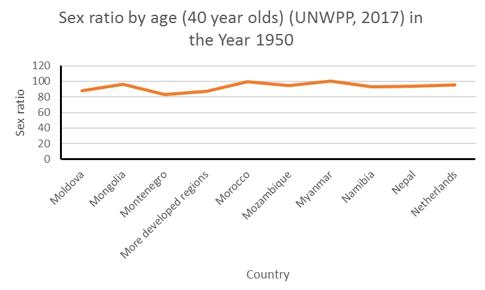 Sex ratio by age (40 year olds) (UNWPP, 2017) in
the Year 1950
120
100
80
60
40
20
0
Sex ratio
Moldova
Mongolia
Montenegro
More developed regions
Morocco
Mozambique
Myanmar
Namibia
Nepal
Netherlands
Country